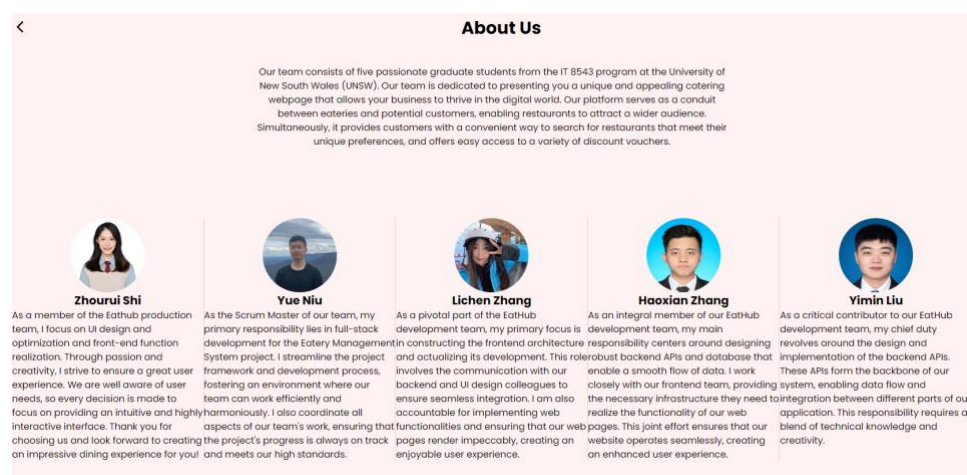 About Us
Our team consists of five passionate graduate students from the IT 8543 program at the University of
New South Wales (UNSW). Our team is dedicated to presenting you a unique and appealing catering
webpage that allows your business to thrive in the digital world. Our platform serves as a conduit
between eateries and potential customers, enabling restaurants to attract a wider audience.
Simultaneously, it provides customers with a convenient way to search for restaurants that meet their
unique preferences, and offers easy access to a variety of discount vouchers.
Zhourui Shi
As a member of the Eathub production
team, I focus on UI design and
optimization and front-end function
realization. Through passion and
creativity, I strive to ensure a great user
experience. We are well aware of user
needs, so every decision is made to
focus on providing an intuitive and highly
interactive interface. Thank you for
choosing us and look forward to creating
an impressive dining experience for you!
Yue Niu
As the Scrum Master of our team, my
primary responsibility lies in full-stack
development for the Eatery Management
System project. I streamline the project
framework and development process,
fostering an environment where our
team can work efficiently and
harmoniously. I also coordinate all
aspects of our team's work, ensuring that
the project's progress is always on track
and meets our high standards.
Lichen Zhang
As a pivotal part of the EatHub
development team, my primary focus is
in constructing the frontend architecture
and actualizing its development. This role
involves the communication with our
backend and UI design colleagues to
ensure seamless integration. I am also
accountable for implementing web
functionalities and ensuring that our web
pages render impeccably, creating an
enjoyable user experience.
Haoxian Zhang
As an integral member of our EatHub
development team, my main
responsibility centers around designing
robust backend APIs and database that
enable a smooth flow of data. I work
closely with our frontend team, providing
the necessary infrastructure they need to
realize the functionality of our web
pages. This joint effort ensures that our
website operates seamlessly, creating
an enhanced user experience.
Yimin Liu
As a critical contributor to our EatHub
development team, my chief duty
revolves around the design and
implementation of the backend APIs.
These APIs form the backbone of our
system, enabling data flow and
integration between different parts of ou
application. This responsibility requires a
blend of technical knowledge and
creativity.